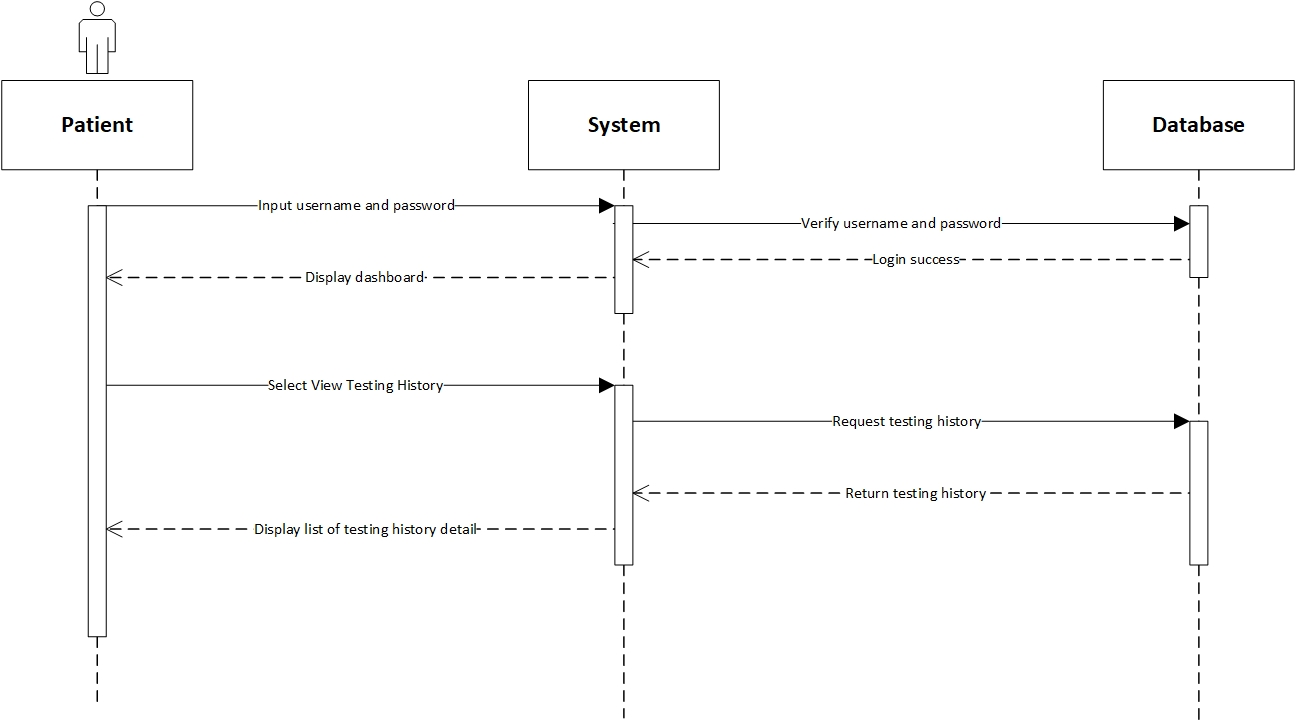 Patient
System
Database
Input username and password
Verify username and password
Login success
Display dashboard
Select View Testing History
Request testing history
Return testing history
Display list of testing history detail